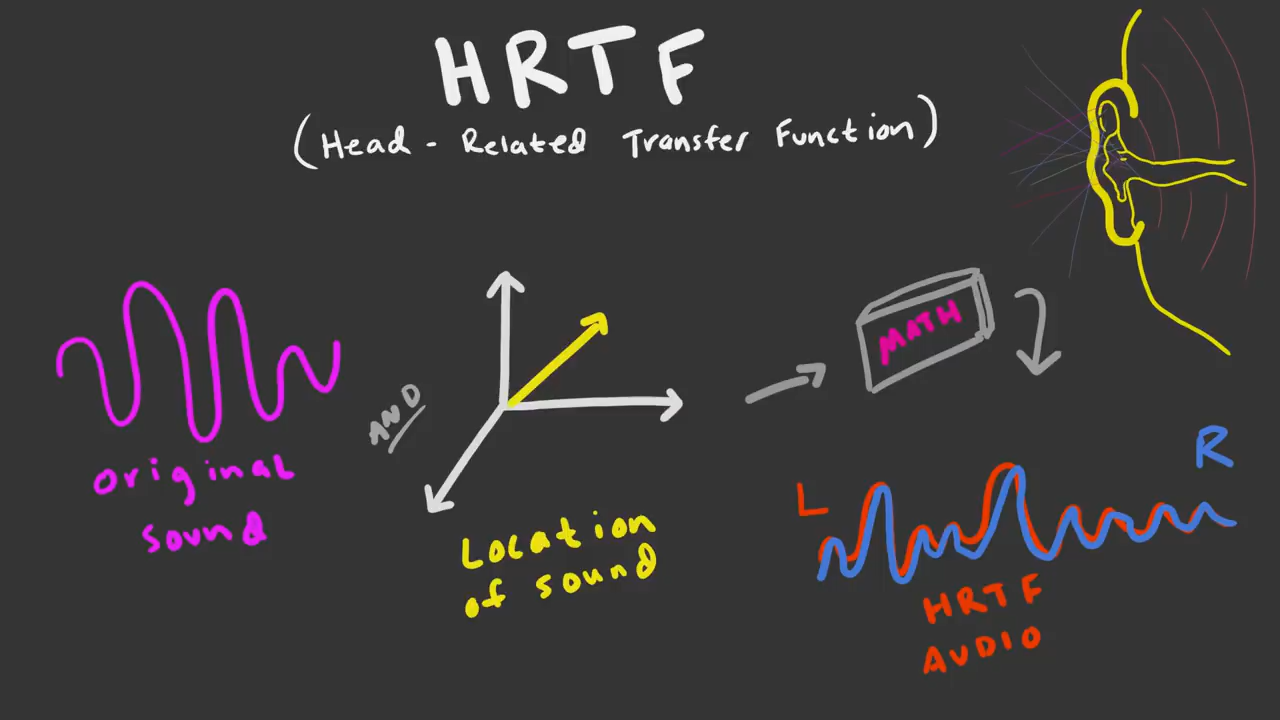 HRTF
(Head-Related Transfer Function)
original
sound
AND
Location
of sound
MATH
L
R
HRTF
AUDIO